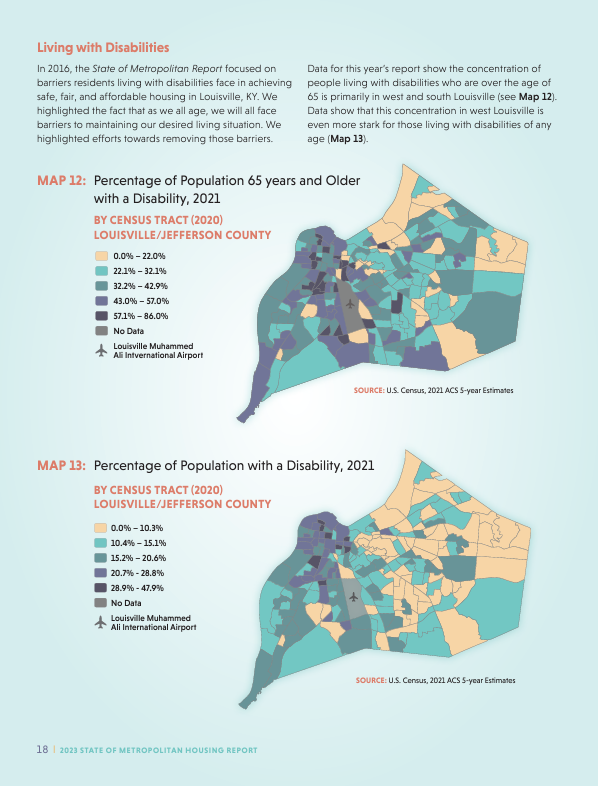 Living with Disabilities
In 2016, the State of Metropolitan Report focused on
barriers residents living with disabilities face in achieving
safe, fair, and affordable housing in Louisville, KY. We
highlighted the fact that as we all age, we will all face
barriers to maintaining our desired living situation. We
highlighted efforts towards removing those barriers.
Data for this year's report show the concentration of
people living with disabilities who are over the age of
65 is primarily in west and south Louisville (see Map 12).
Data show that this concentration in west Louisville is
even more stark for those living with disabilities of any
age (Map 13).
MAP 12: Percentage of Population 65 years and Older
with a Disability, 2021
BY CENSUS TRACT (2020)
LOUISVILLE/JEFFERSON COUNTY
0.0% – 22.0%
22.1% – 32.1%
32.2% – 42.9%
43.0% – 57.0%
57.1% – 86.0%
No Data
Louisville Muhammed
Ali International Airport
SOURCE: U.S. Census, 2021 ACS 5-year Estimates
MAP 13: Percentage of Population with a Disability, 2021
BY CENSUS TRACT (2020)
LOUISVILLE/JEFFERSON COUNTY
0.0% – 10.3%
10.4% – 15.1%
15.2% – 20.6%
20.7% - 28.8%
28.9% - 47.9%
No Data
Louisville Muhammed
Ali International Airport
SOURCE: U.S. Census, 2021 ACS 5-year Estimates
18 | 2023 STATE OF METROPOLITAN HOUSING REPORT